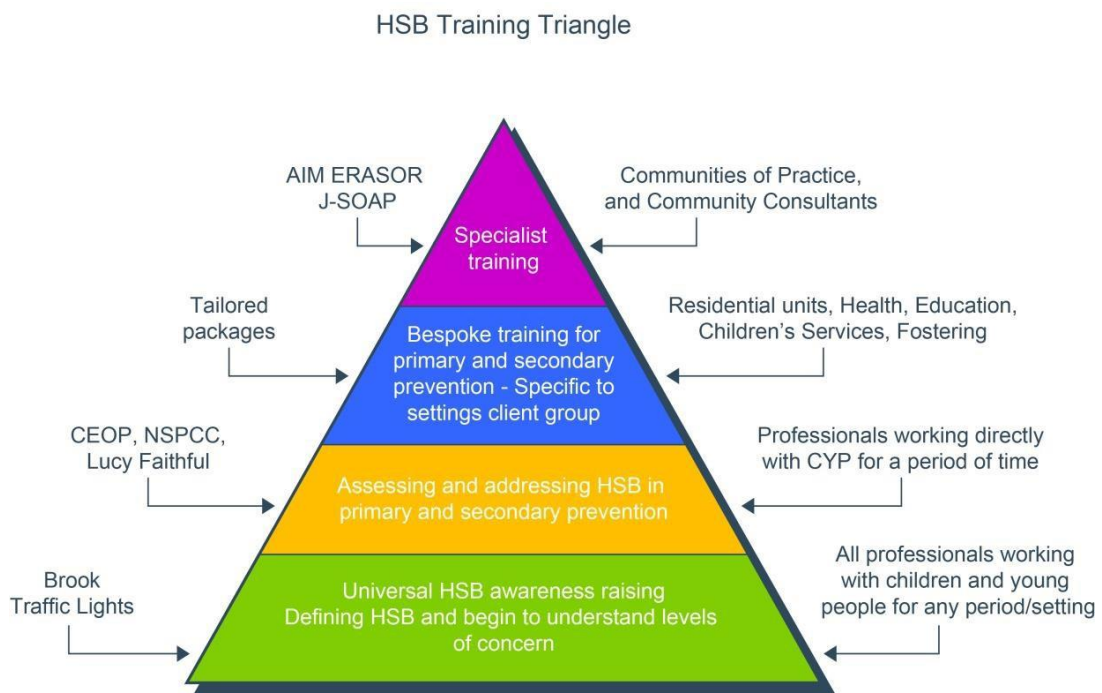 HSB Training Triangle
AIM ERASOR
J-SOAP
Specialist
training
Communities of Practice,
and Community Consultants
Tailored
packages
Bespoke training for
primary and secondary
prevention - Specific to
settings client group
Residential units, Health, Education,
Children’s Services, Fostering
CEOP, NSPCC,
Lucy Faithful
Assessing and addressing HSB in
primary and secondary prevention
Professionals working directly
with CYP for a period of time
Brook
Traffic Lights
Universal HSB awareness raising
Defining HSB and begin to understand levels
of concern
All professionals working
with children and young
people for any period/setting